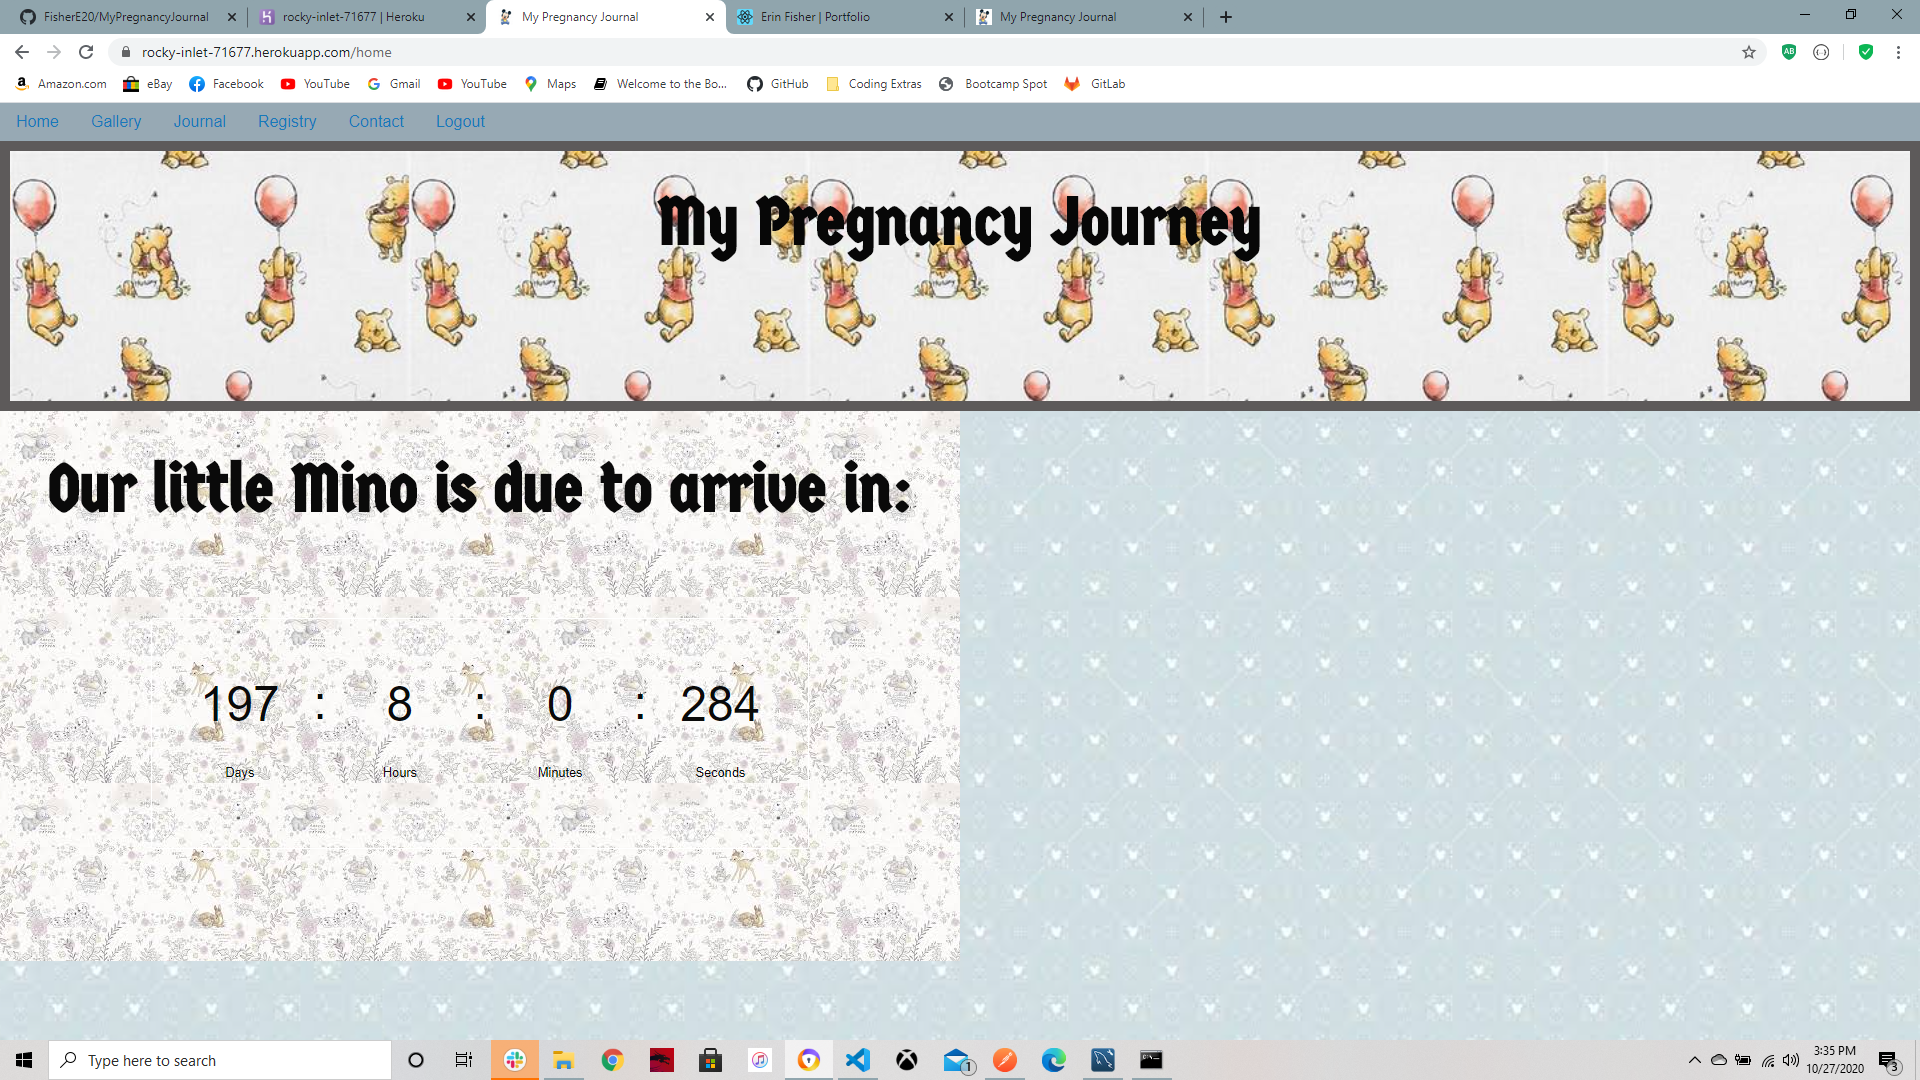 FisherE20/MyPregnancyJournal
rocky-inlet-71677 | Heroku
My Pregnancy Journal
Erin Fisher | Portfolio
My Pregnancy Journal
rocky-inlet-71677.herokuapp.com/home
Amazon.com eBay Facebook YouTube Gmail YouTube Maps Welcome to the Bo... GitHub Coding Extras Bootcamp Spot GitLab
Home Gallery Journal Registry Contact Logout
My Pregnancy Journey
Our little Mino is due to arrive in:
197 : 8 : 0 : 284
Days Hours Minutes Seconds
Type here to search
1
3:35 PM
10/27/2020
3